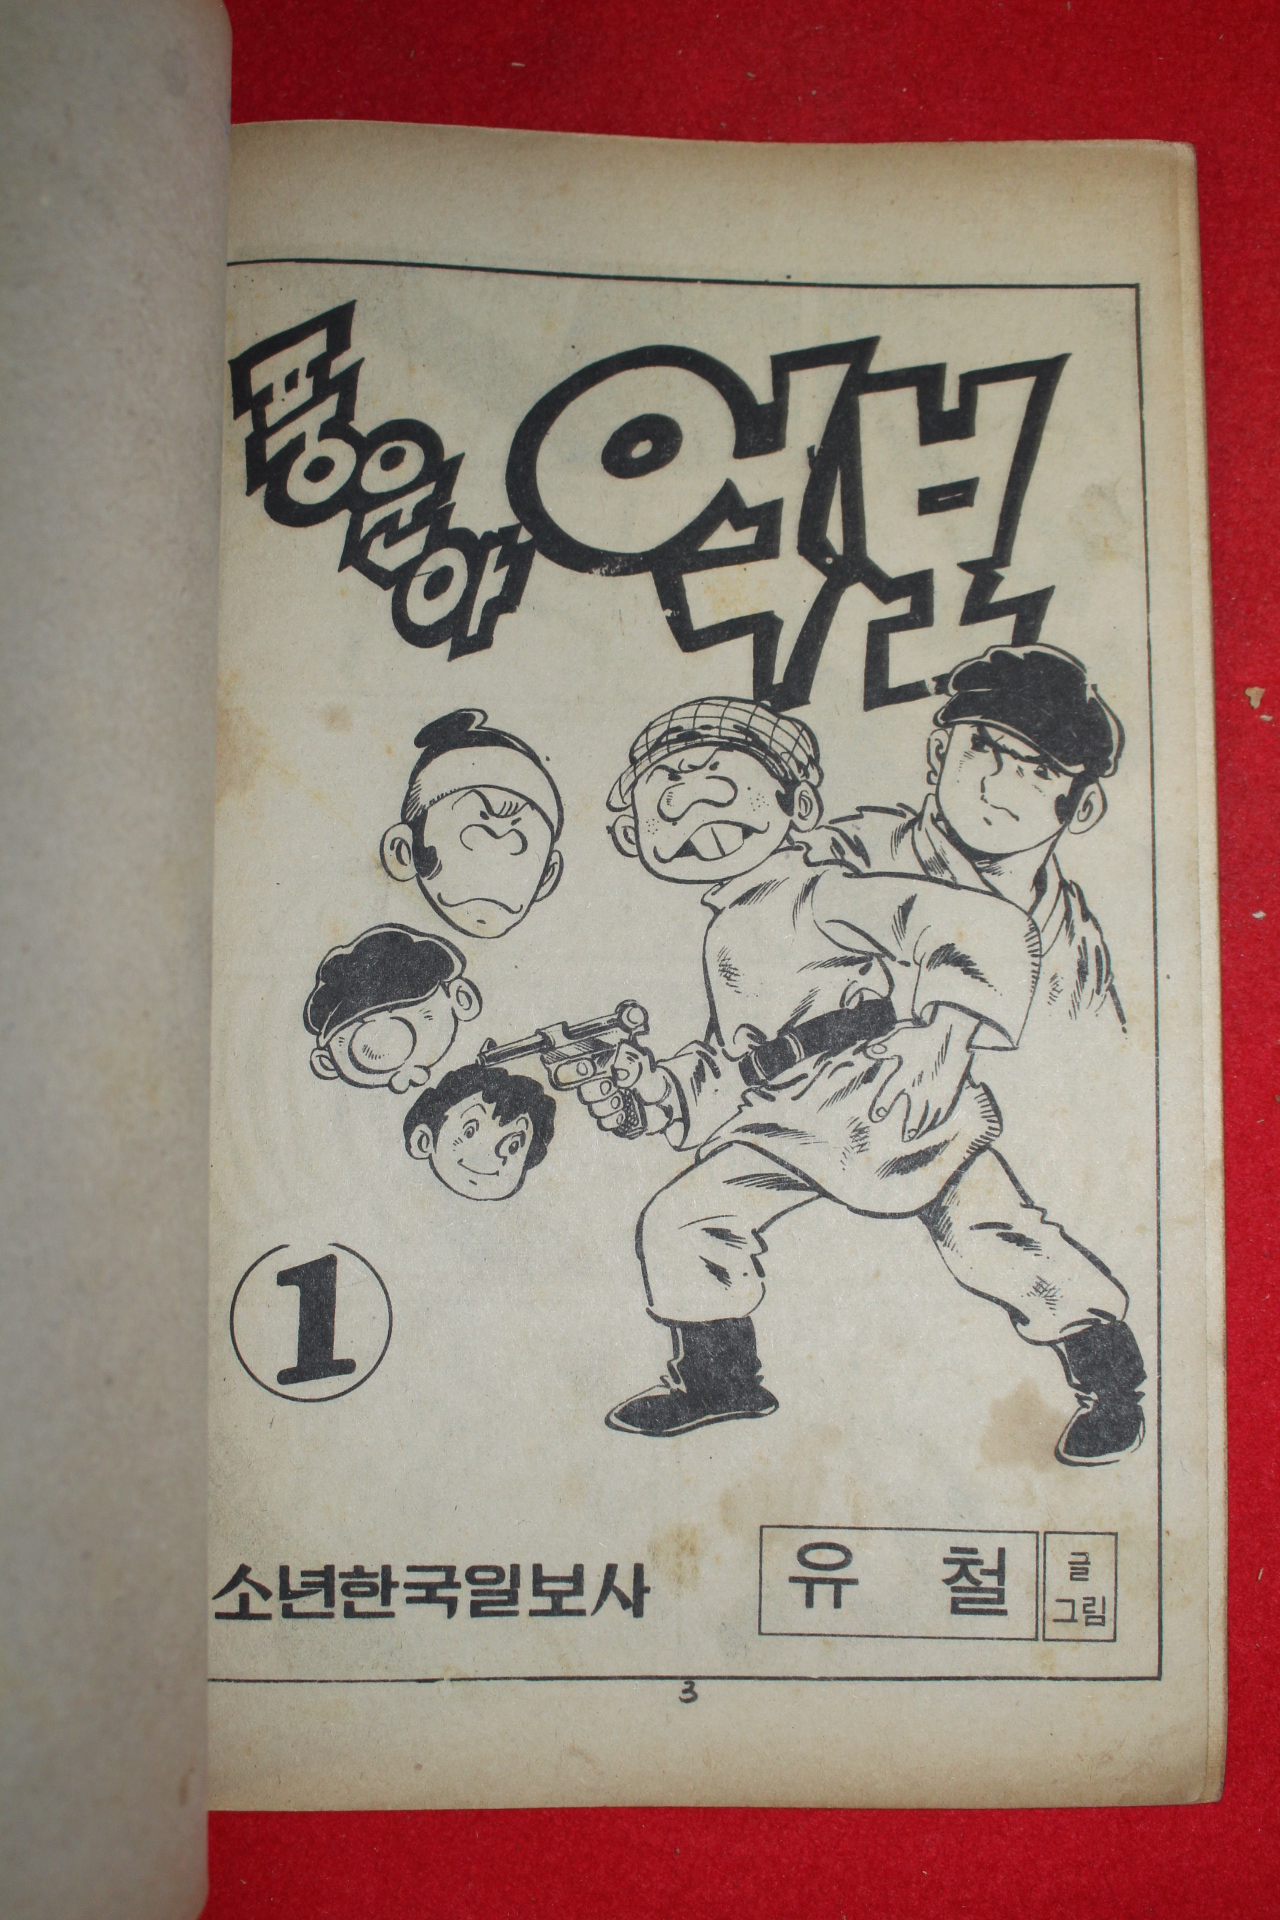 풍운아 억보
1
소년한국일보사
유 철 글 그림
3